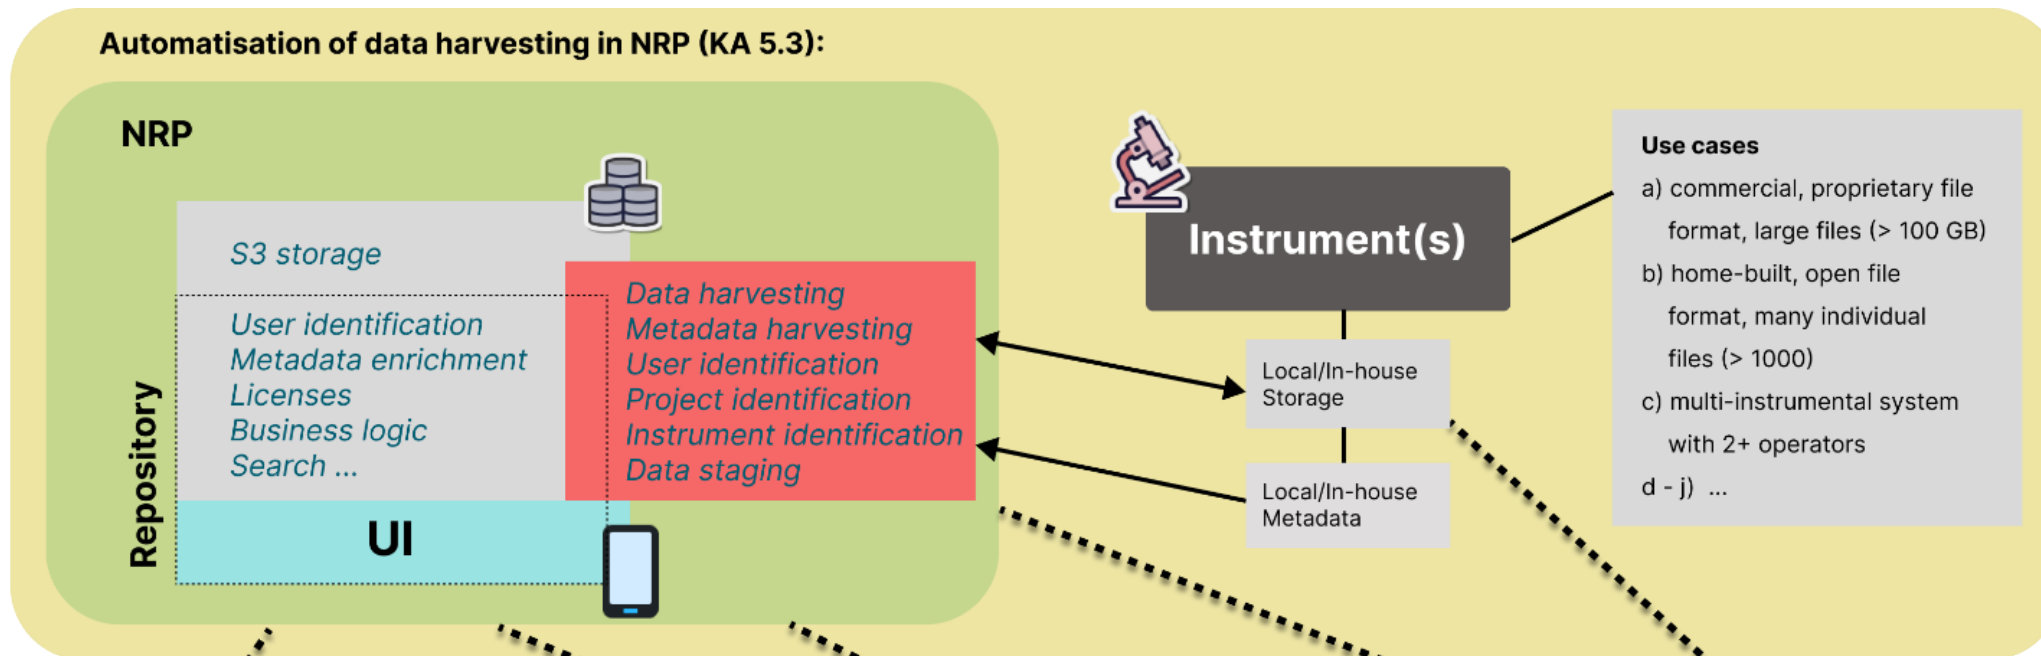 Automatisation of data harvesting in NRP (KA 5.3):
NRP
S3 storage
User identification
Metadata enrichment
Licenses
Business logic
Search ...
Repository
UI
Data harvesting
Metadata harvesting
User identification
Project identification
Instrument identification
Data staging
Instrument(s)
Local/In-house
Storage
Local/In-house
Metadata
Use cases
a) commercial, proprietary file
format, large files (> 100 GB)
b) home-built, open file
format, many individual
files (> 1000)
c) multi-instrumental system
with 2+ operators
d - j) ...